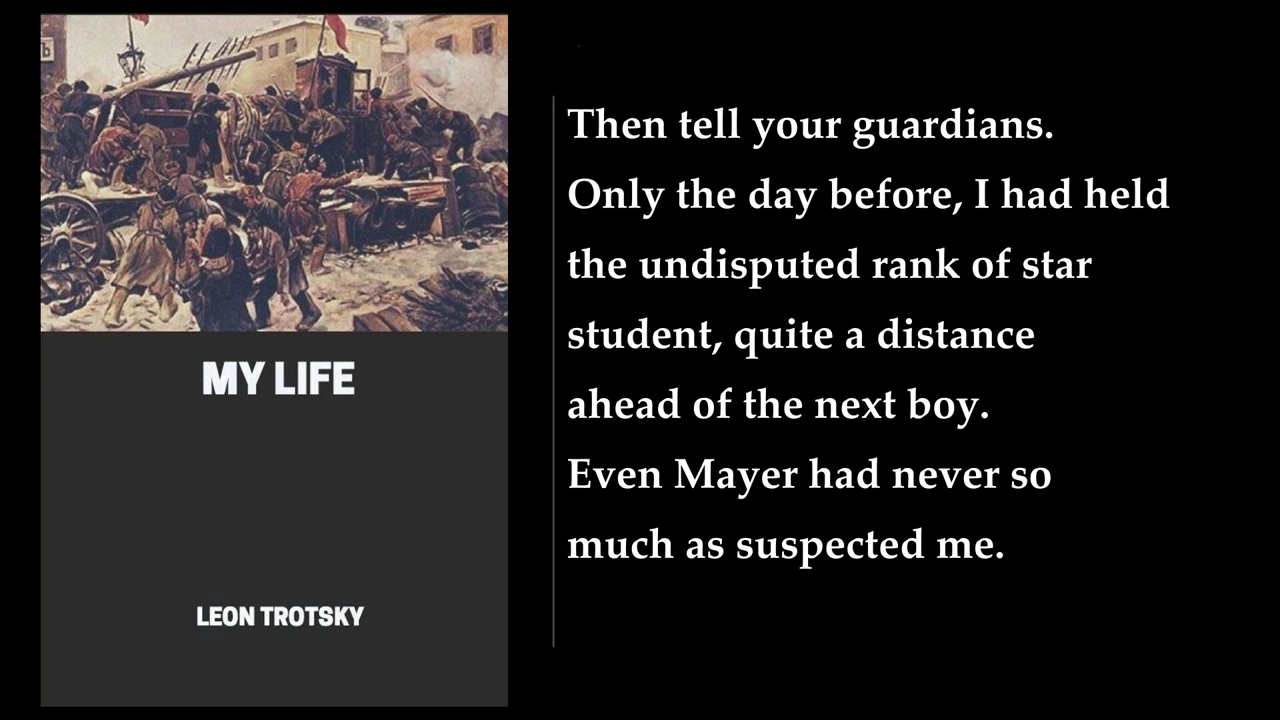 MY LIFE
LEON TROTSKY
Then tell your guardians.
Only the day before, I had held
the undisputed rank of star
student, quite a distance
ahead of the next boy.
Even Mayer had never so
much as suspected me.